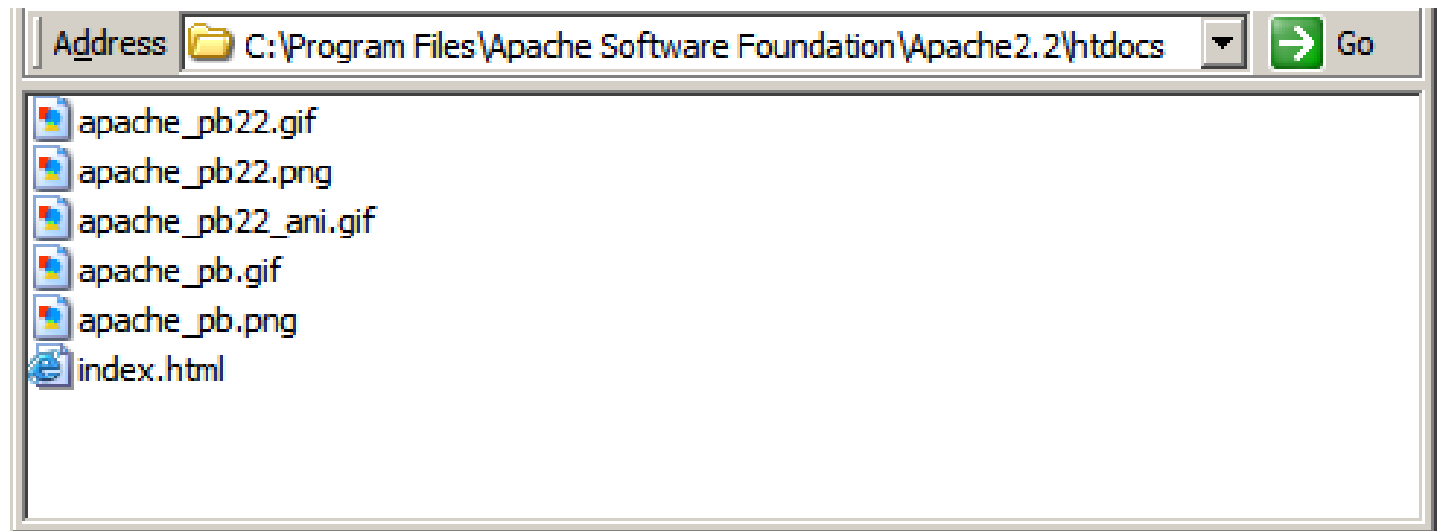 Address C:\Program Files\Apache Software Foundation\Apache2.2\htdocs Go
apache_pb22.gif
apache_pb22.png
apache_pb22_ani.gif
apache_pb.gif
apache_pb.png
index.html